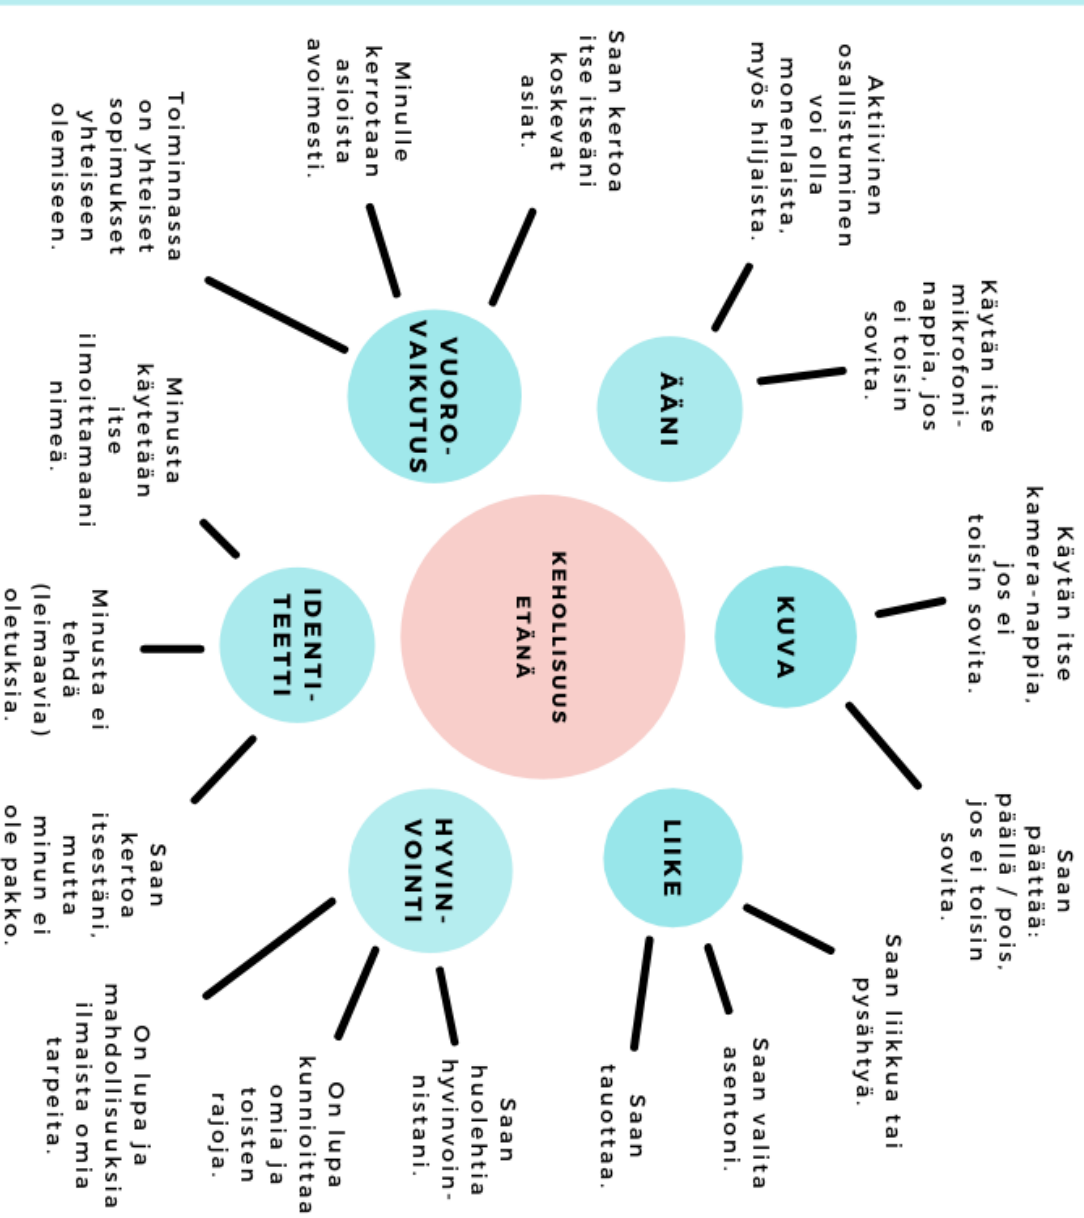 KEHOLLISUUS
ETÄNÄ
KUVA
Käytän itse
kamera-nappia,
jos ei
toisin sovita.
Saan
päättää:
päällä / pois,
jos ei toisin
sovita.
LIIKE
Saan liikkua tai
pysähtyä.
Saan valita
asentoni.
Saan
tauottaa.
HYVIN-
VOINTI
Saan
huolehtia
hyvinvoin-
nistani.
On lupa
kunnioittaa
omia ja
toisten
rajoja.
On lupa ja
mahdollisuuksia
ilmaista omia
tarpeita.
IDENTI-
TEETTI
Saan
kertoa
itsestäni,
mutta
minun ei
ole pakko.
Minusta ei
tehdä
(leimaavia)
oletuksia.
Minusta
käytetään
itse
ilmoittamaani
nimeä.
VUORO-
VAIKUTUS
Toiminnassa
on yhteiset
sopimukset
yhteiseen
olemiseen.
Minulle
kerrotaan
asioista
avoimesti.
Saan kertoa
itse itseäni
koskevat
asiat.
ÄÄNI
Aktiivinen
osallistuminen
voi olla
monenlaista,
myös hiljaista.
Käytän itse
mikrofoni-
nappia, jos
ei toisin
sovita.